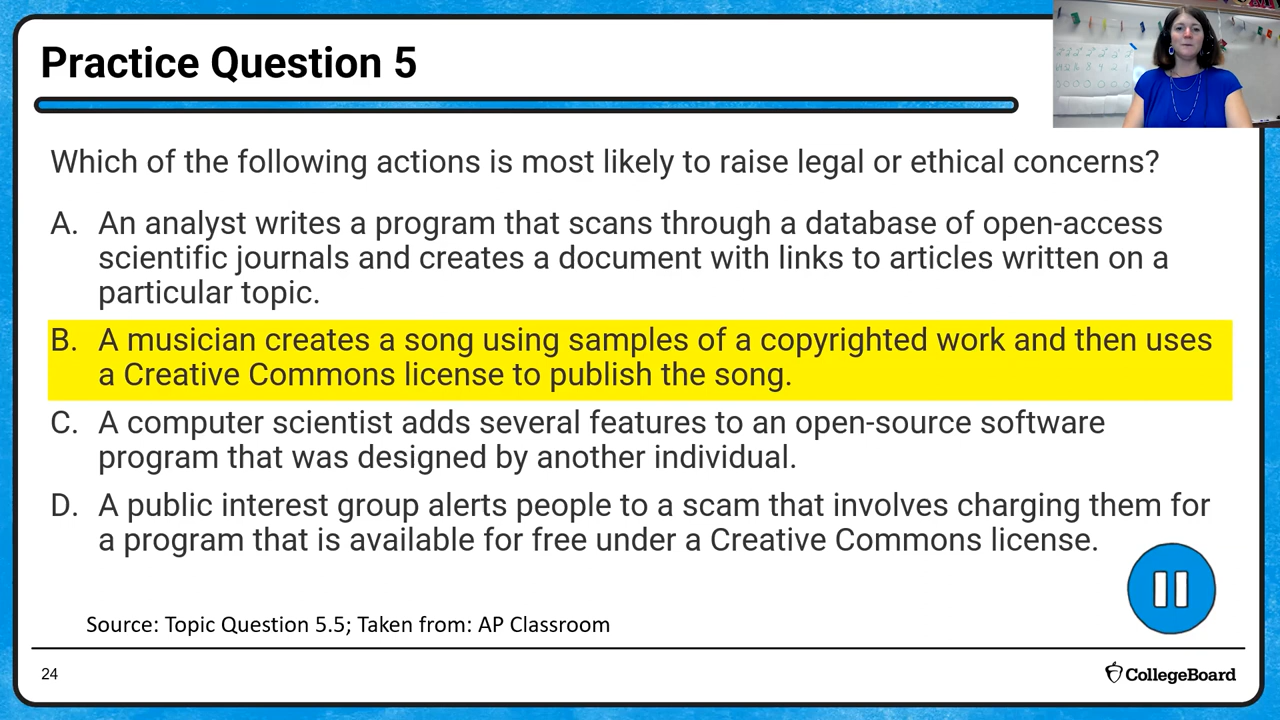 Practice Question 5
Which of the following actions is most likely to raise legal or ethical concerns?
A. An analyst writes a program that scans through a database of open-access
scientific journals and creates a document with links to articles written on a
particular topic.
B. A musician creates a song using samples of a copyrighted work and then uses
a Creative Commons license to publish the song.
C. A computer scientist adds several features to an open-source software
program that was designed by another individual.
D. A public interest group alerts people to a scam that involves charging them for
a program that is available for free under a Creative Commons license.
Source: Topic Question 5.5; Taken from: AP Classroom
24
CollegeBoard